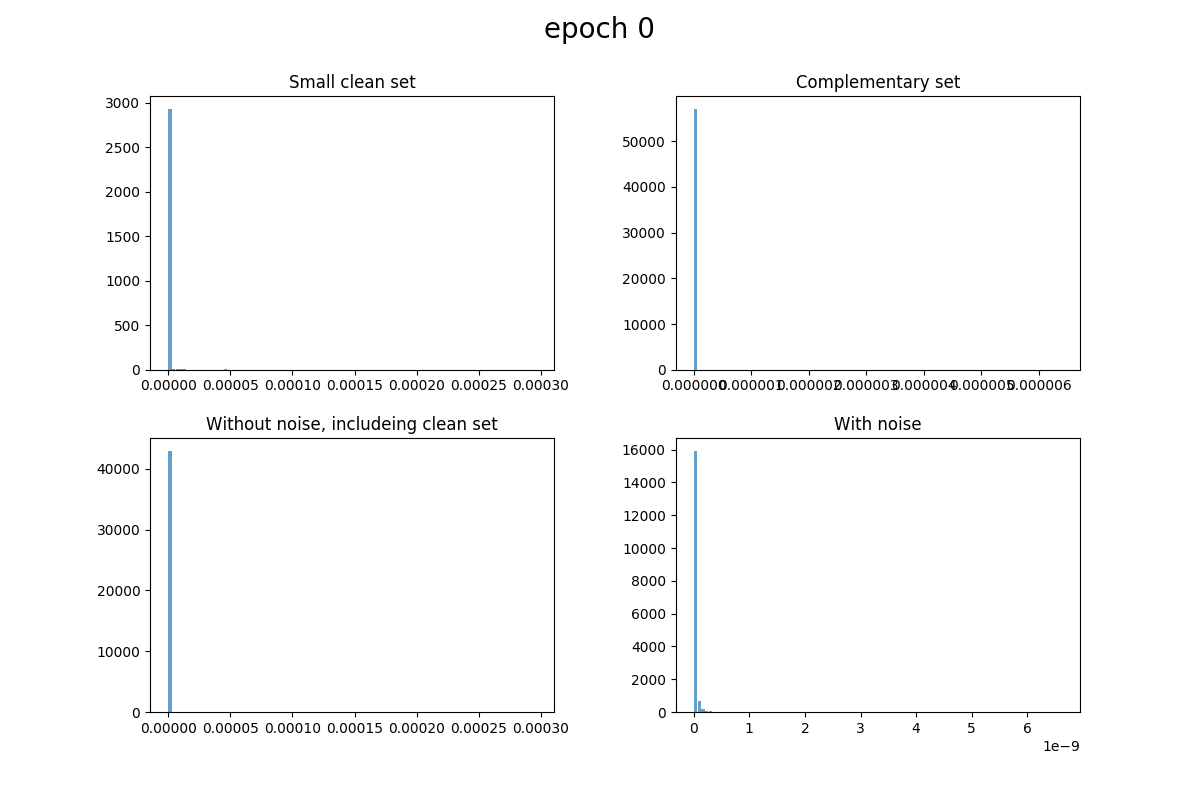 epoch 0
Small clean set
3000
2500
2000
1500
1000
500
0
0.00000 0.00005 0.00010 0.00015 0.00020 0.00025 0.00030
Complementary set
50000
40000
30000
20000
10000
0
0.000000 0.000001 0.000002 0.000003 0.000004 0.000005 0.000006
Without noise, includeing clean set
40000
30000
20000
10000
0
0.00000 0.00005 0.00010 0.00015 0.00020 0.00025 0.00030
With noise
16000
14000
12000
10000
8000
6000
4000
2000
0
0 1 2 3 4 5 6
1e−9